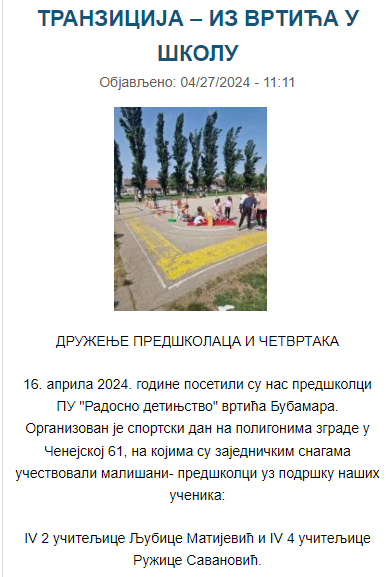 ТРАНЗИЦИЈА – ИЗ ВРТИЋА У
ШКОЛУ
Објављено: 04/27/2024 - 11:11
ДРУЖЕЊЕ ПРЕДШКОЛАЦА И ЧЕТВРТАКА
16. априла 2024. године посетили су нас предшколци
ПУ "Радосно детињство" вртића Бубамара.
Организован је спортски дан на полигонима зграде у
Ченејској 61, на којима су заједничким снагама
учествовали малишани- предшколци уз подршку наших
ученика:
IV 2 учитељице Љубице Матијевић и IV 4 учитељице
Ружице Савановић.